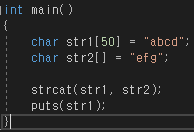 int main()
{
char str1[50] = "abcd";
char str2[] = "efg";
strcat(str1, str2);
puts(str1);
}